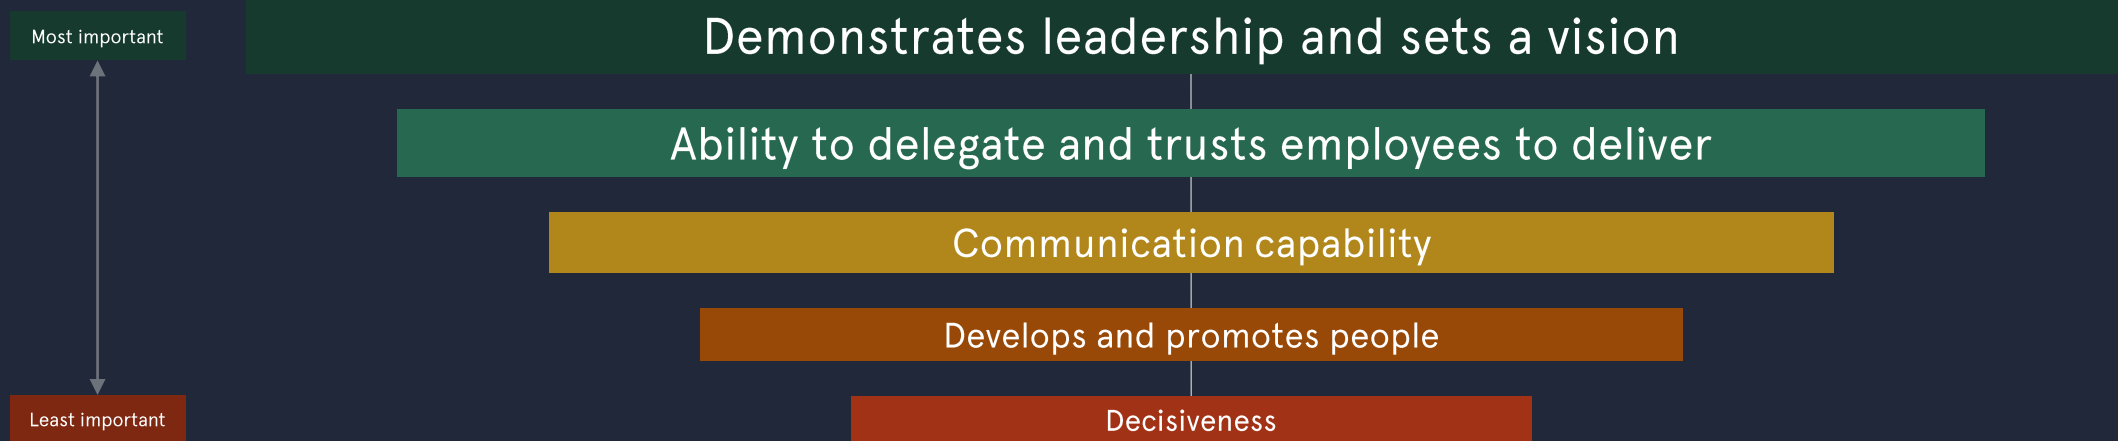 Most important
Demonstrates leadership and sets a vision
Ability to delegate and trusts employees to deliver
Communication capability
Develops and promotes people
Least important
Decisiveness